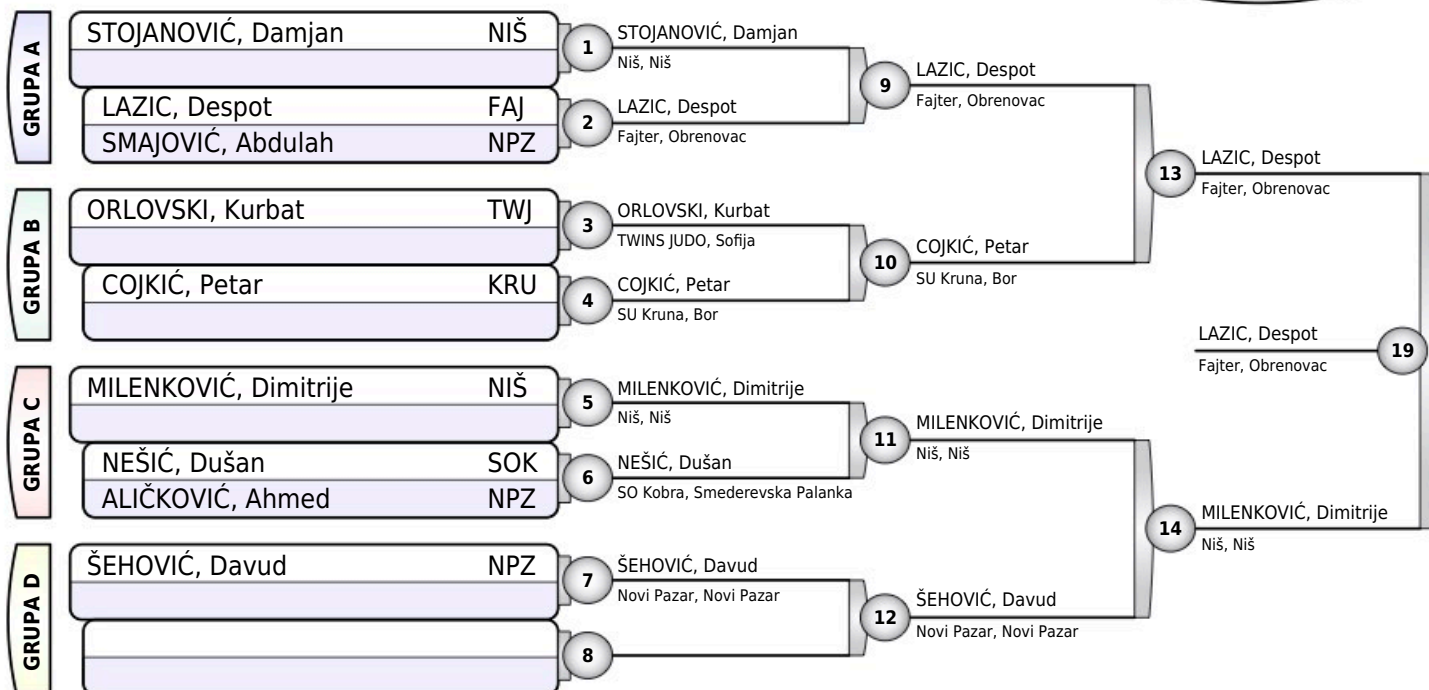 GRUPA A
STOJANOVIĆ, Damjan NIŠ
LAZIC, Despot FAJ
SMAJOVIĆ, Abdulah NPZ
1
STOJANOVIĆ, Damjan
Niš, Niš
2
LAZIC, Despot
Fajter, Obrenovac
9
LAZIC, Despot
Fajter, Obrenovac
GRUPA B
ORLOVSKI, Kurbat TWJ
COJKIĆ, Petar KRU
3
ORLOVSKI, Kurbat
TWINS JUDO, Sofija
4
COJKIĆ, Petar
SU Kruna, Bor
10
COJKIĆ, Petar
SU Kruna, Bor
13
LAZIC, Despot
Fajter, Obrenovac
GRUPA C
MILENKOVIĆ, Dimitrije NIŠ
NEŠIĆ, Dušan SOK
ALIČKOVIĆ, Ahmed NPZ
5
MILENKOVIĆ, Dimitrije
Niš, Niš
6
NEŠIĆ, Dušan
SO Kobra, Smederevska Palanka
11
MILENKOVIĆ, Dimitrije
Niš, Niš
GRUPA D
ŠEHOVIĆ, Davud NPZ
7
ŠEHOVIĆ, Davud
Novi Pazar, Novi Pazar
8
12
ŠEHOVIĆ, Davud
Novi Pazar, Novi Pazar
14
MILENKOVIĆ, Dimitrije
Niš, Niš
LAZIC, Despot
Fajter, Obrenovac
19